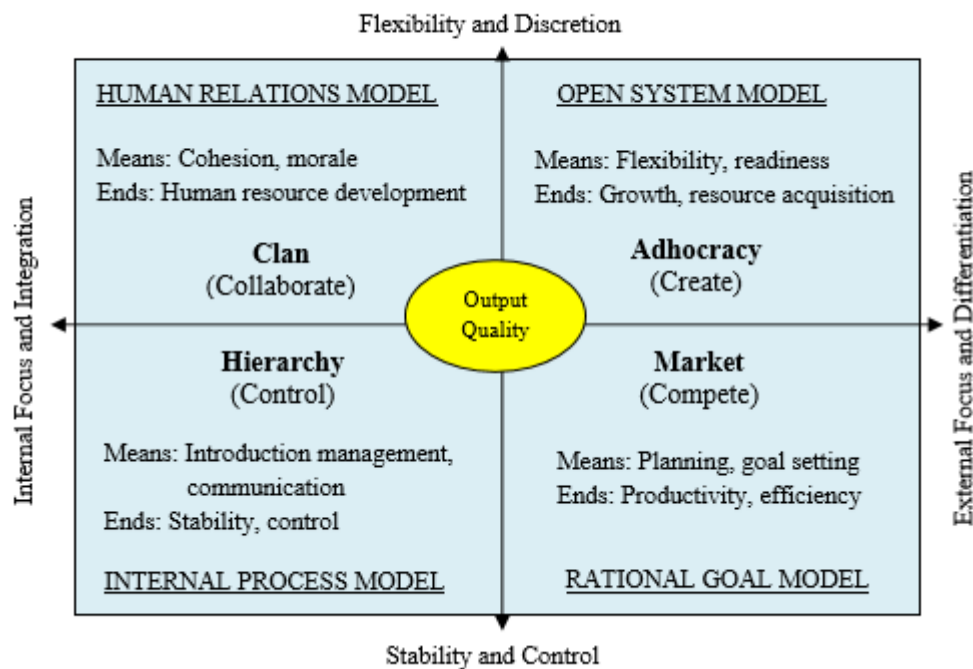 Flexibility and Discretion
HUMAN RELATIONS MODEL
Means: Cohesion, morale
Ends: Human resource development
Clan
(Collaborate)
OPEN SYSTEM MODEL
Means: Flexibility, readiness
Ends: Growth, resource acquisition
Adhocracy
(Create)
Output
Quality
Internal Focus and Integration
External Focus and Differentiation
Hierarchy
(Control)
Means: Introduction management,
communication
Ends: Stability, control
INTERNAL PROCESS MODEL
Market
(Compete)
Means: Planning, goal setting
Ends: Productivity, efficiency
RATIONAL GOAL MODEL
Stability and Control